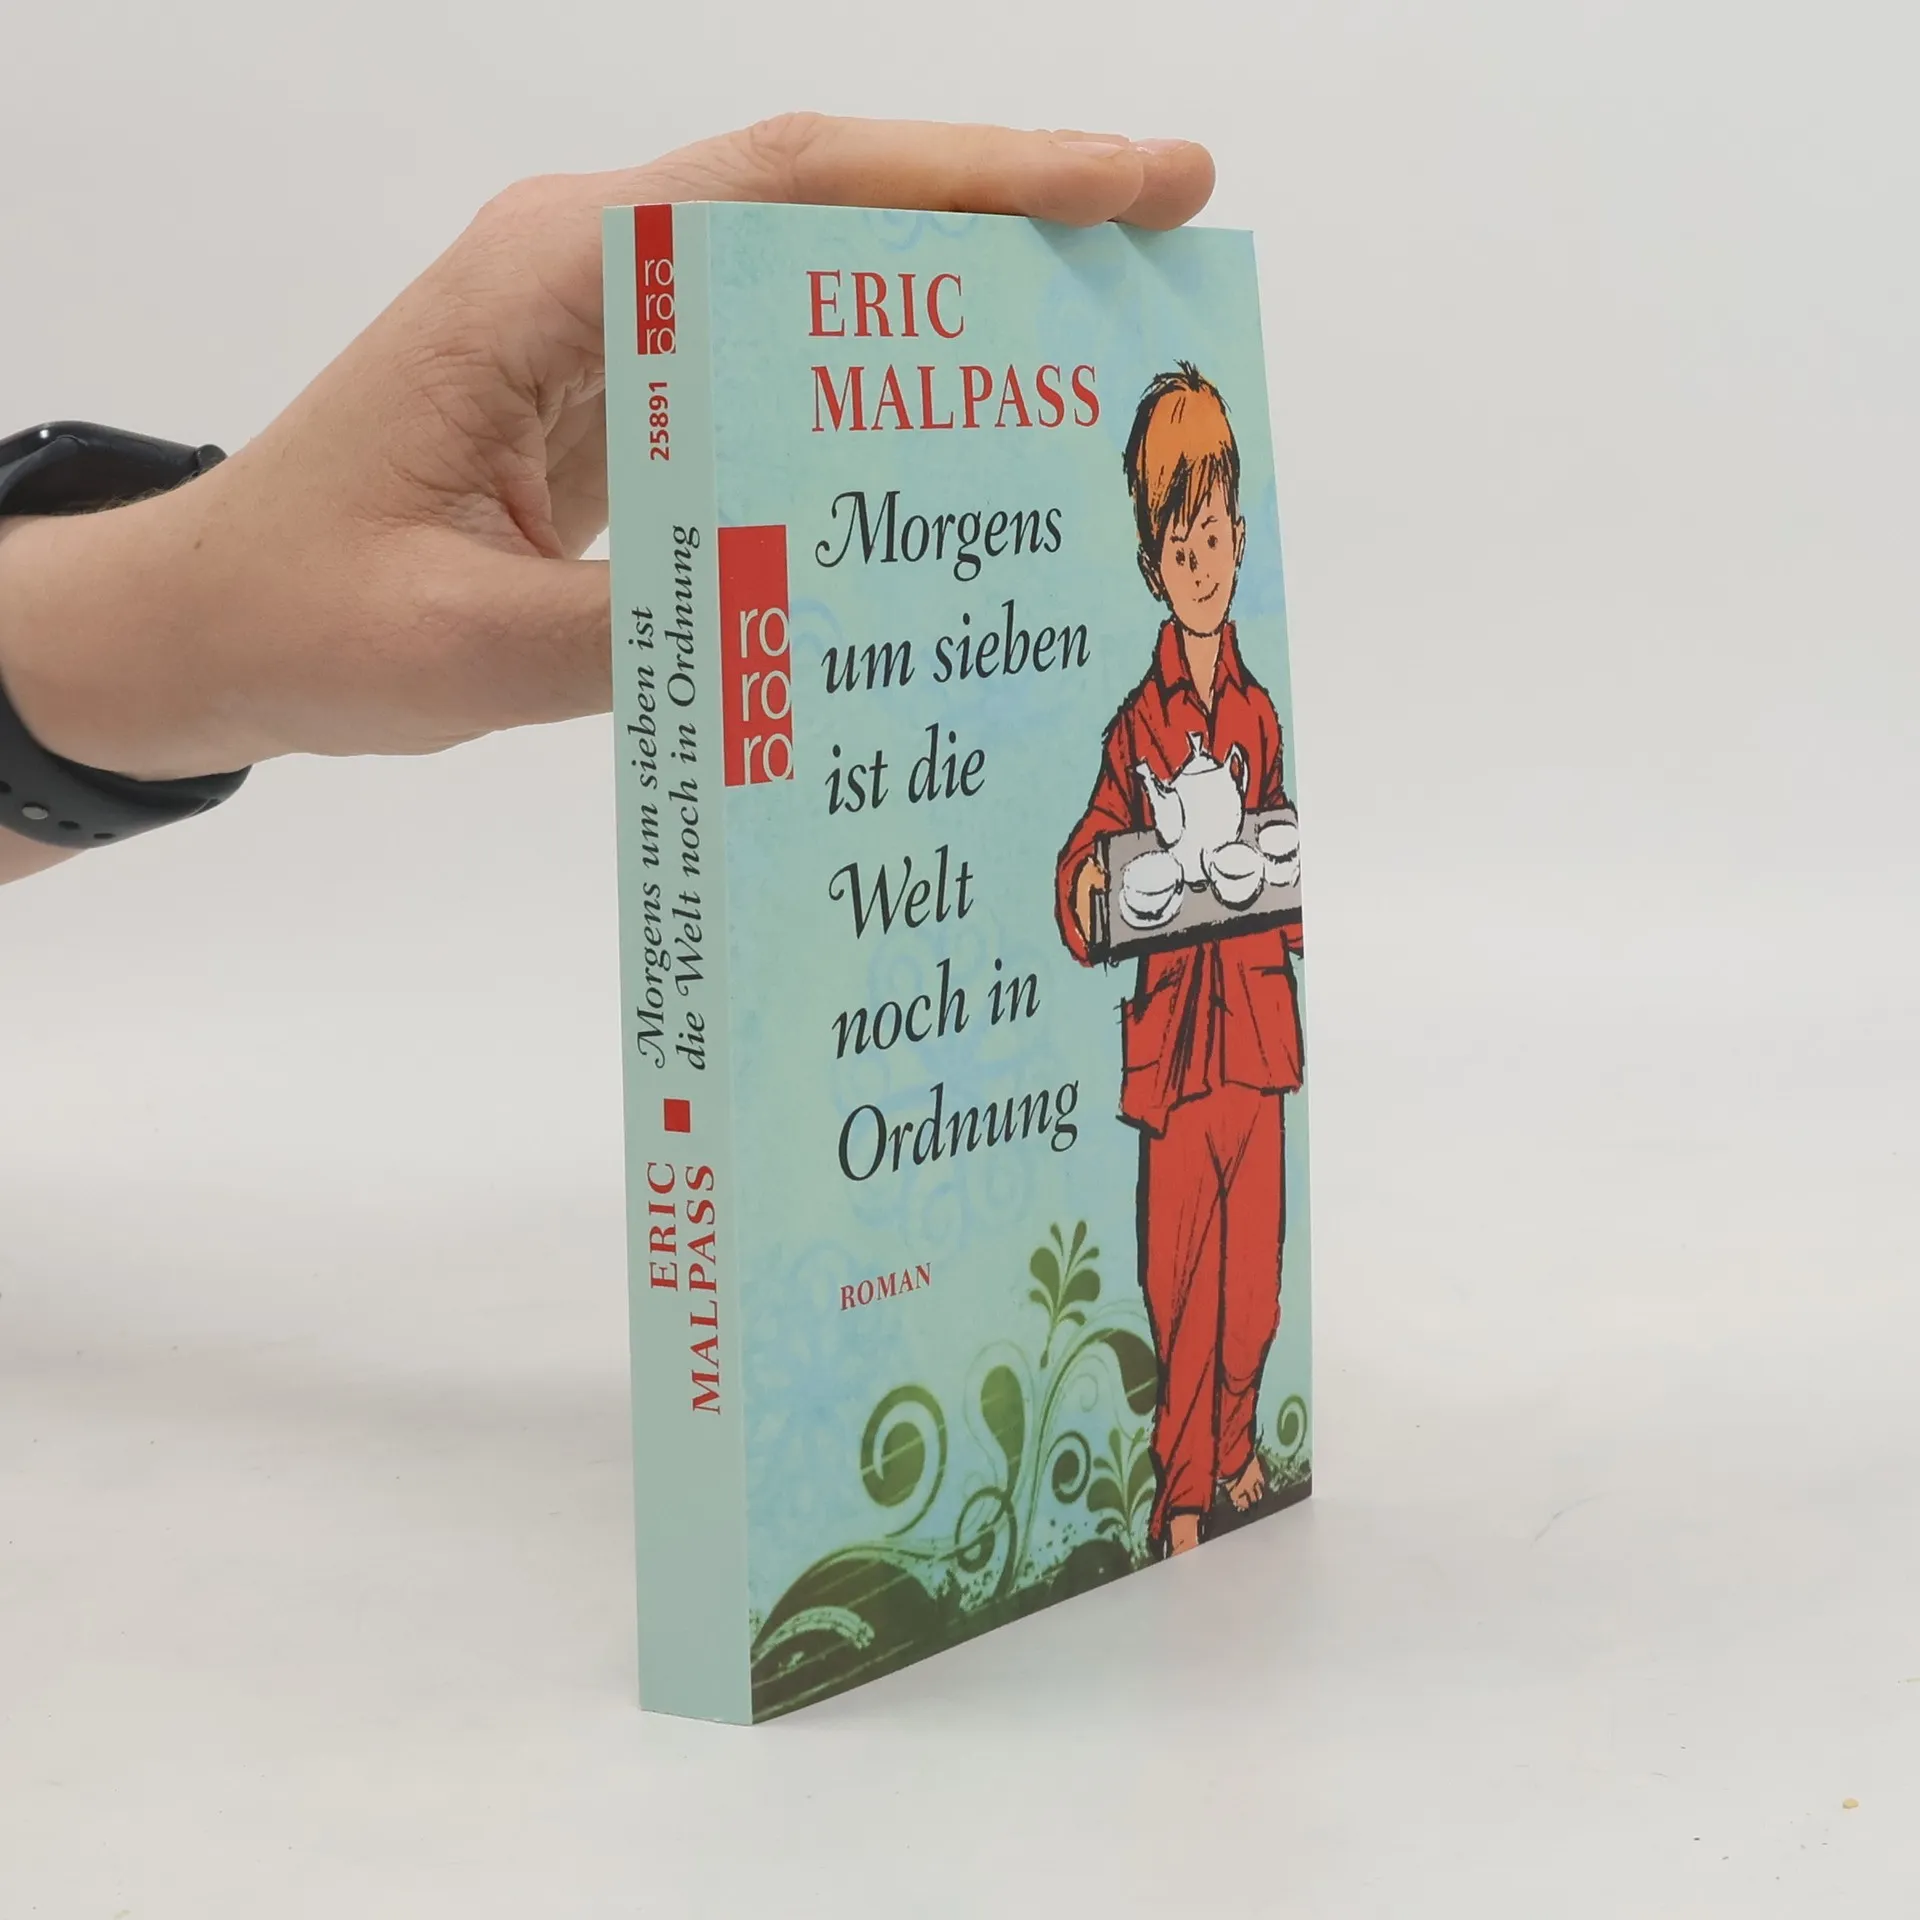 ro
ro
ro
25891
Morgens um sieben ist
die Welt noch in Ordnung
ERIC
MALPASS
ERIC
MALPASS
ro
ro
ro
Morgens
um sieben
ist die
Welt
noch in
Ordnung
ROMAN